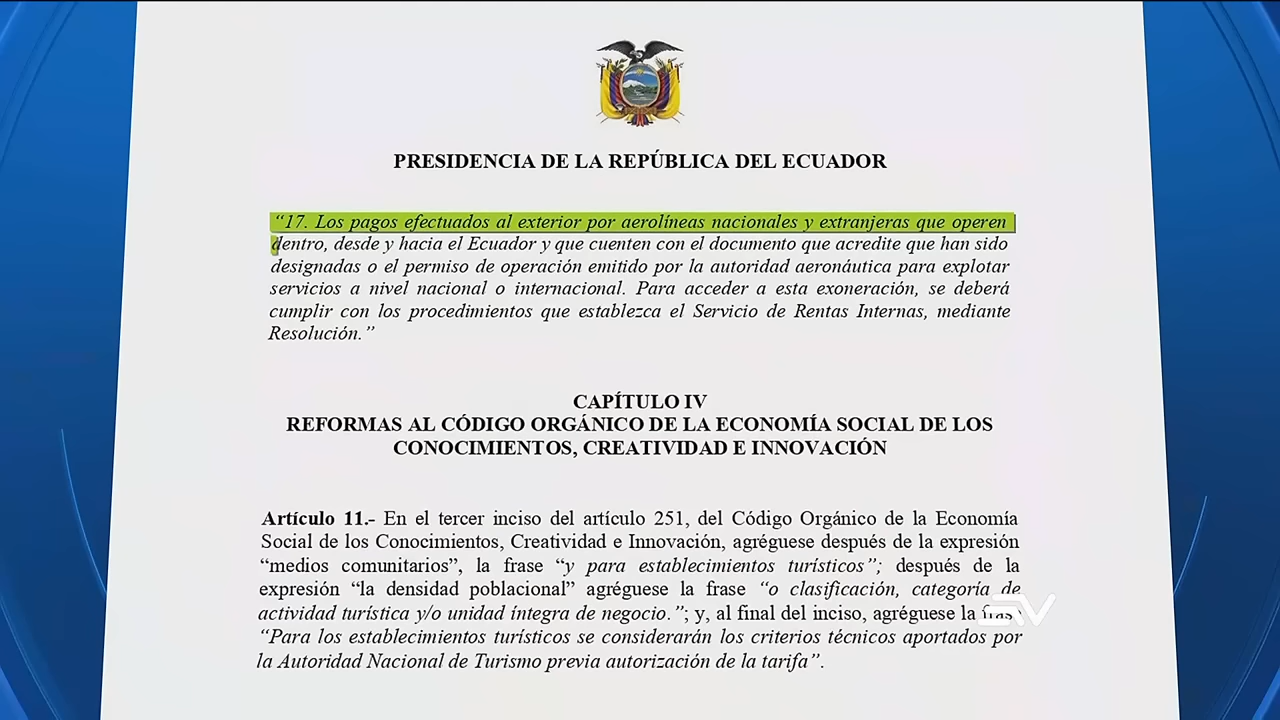 PRESIDENCIA DE LA REPÚBLICA DEL ECUADOR
“17. Los pagos efectuados al exterior por aerolíneas nacionales y extranjeras que operen
dentro, desde y hacia el Ecuador y que cuenten con el documento que acredite que han sido
designadas o el permiso de operación emitido por la autoridad aeronáutica para explotar
servicios a nivel nacional o internacional. Para acceder a esta exoneración, se deberá
cumplir con los procedimientos que establezca el Servicio de Rentas Internas, mediante
Resolución.”
CAPÍTULO IV
REFORMAS AL CÓDIGO ORGÁNICO DE LA ECONOMÍA SOCIAL DE LOS
CONOCIMIENTOS, CREATIVIDAD E INNOVACIÓN
Artículo 11.- En el tercer inciso del artículo 251, del Código Orgánico de la Economía
Social de los Conocimientos, Creatividad e Innovación, agréguese después de la expresión
“medios comunitarios”, la frase “y para establecimientos turísticos”; después de la
expresión “la densidad poblacional” agréguese la frase “o clasificación, categoría de
actividad turística y/o unidad íntegra de negocio.”; y, al final del inciso, agréguese la frase
“Para los establecimientos turísticos se considerarán los criterios técnicos aportados por
la Autoridad Nacional de Turismo previa autorización de la tarifa”.